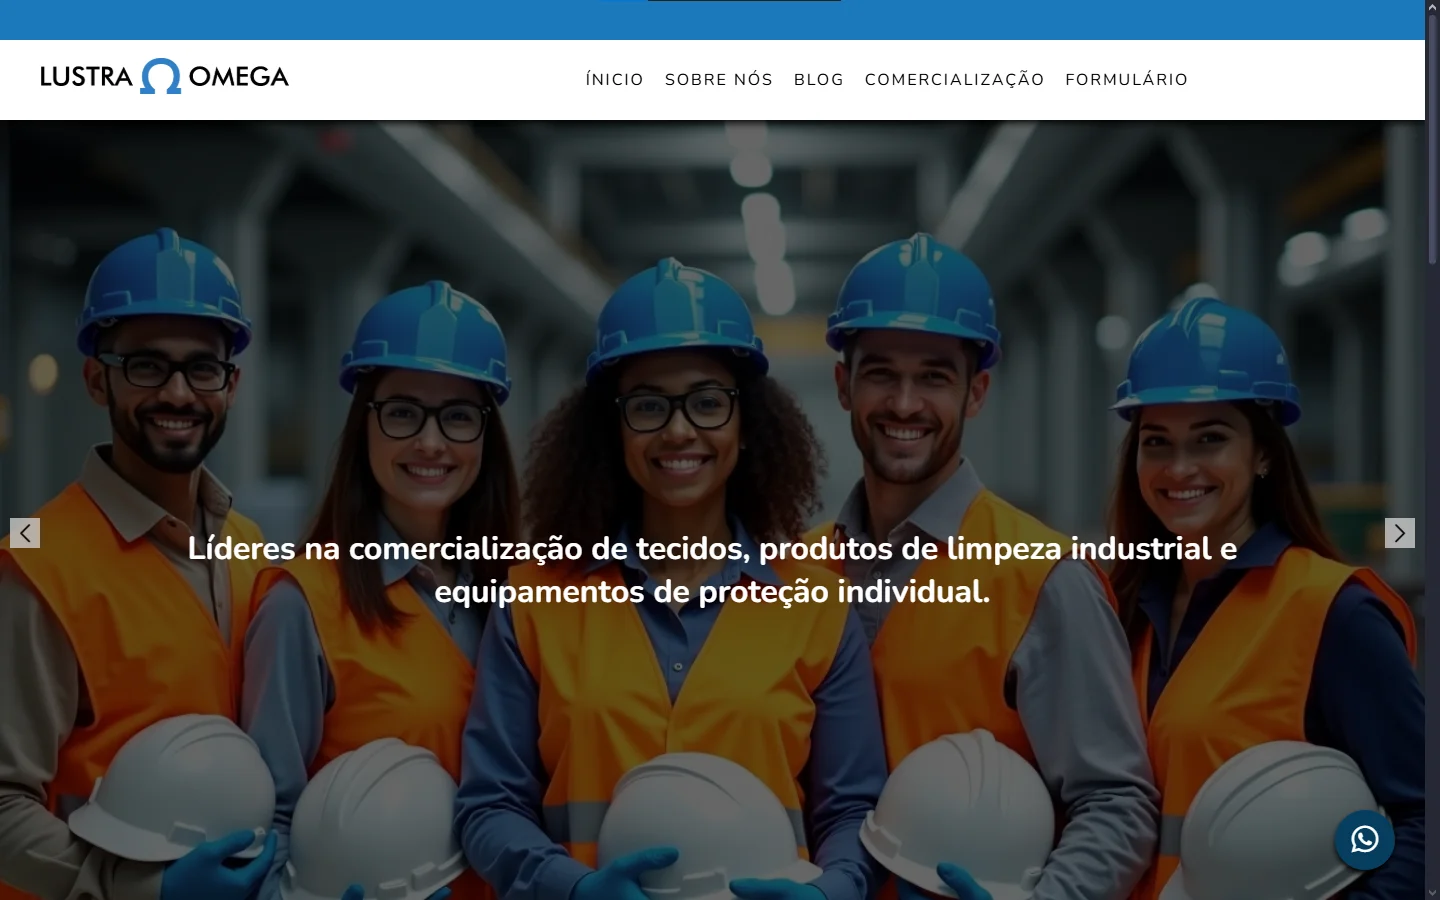 LUSTRA OMEGA
ÍNICIO SOBRE NÓS BLOG COMERCIALIZAÇÃO FORMULÁRIO
Líderes na comercialização de tecidos, produtos de limpeza industrial e
equipamentos de proteção individual.